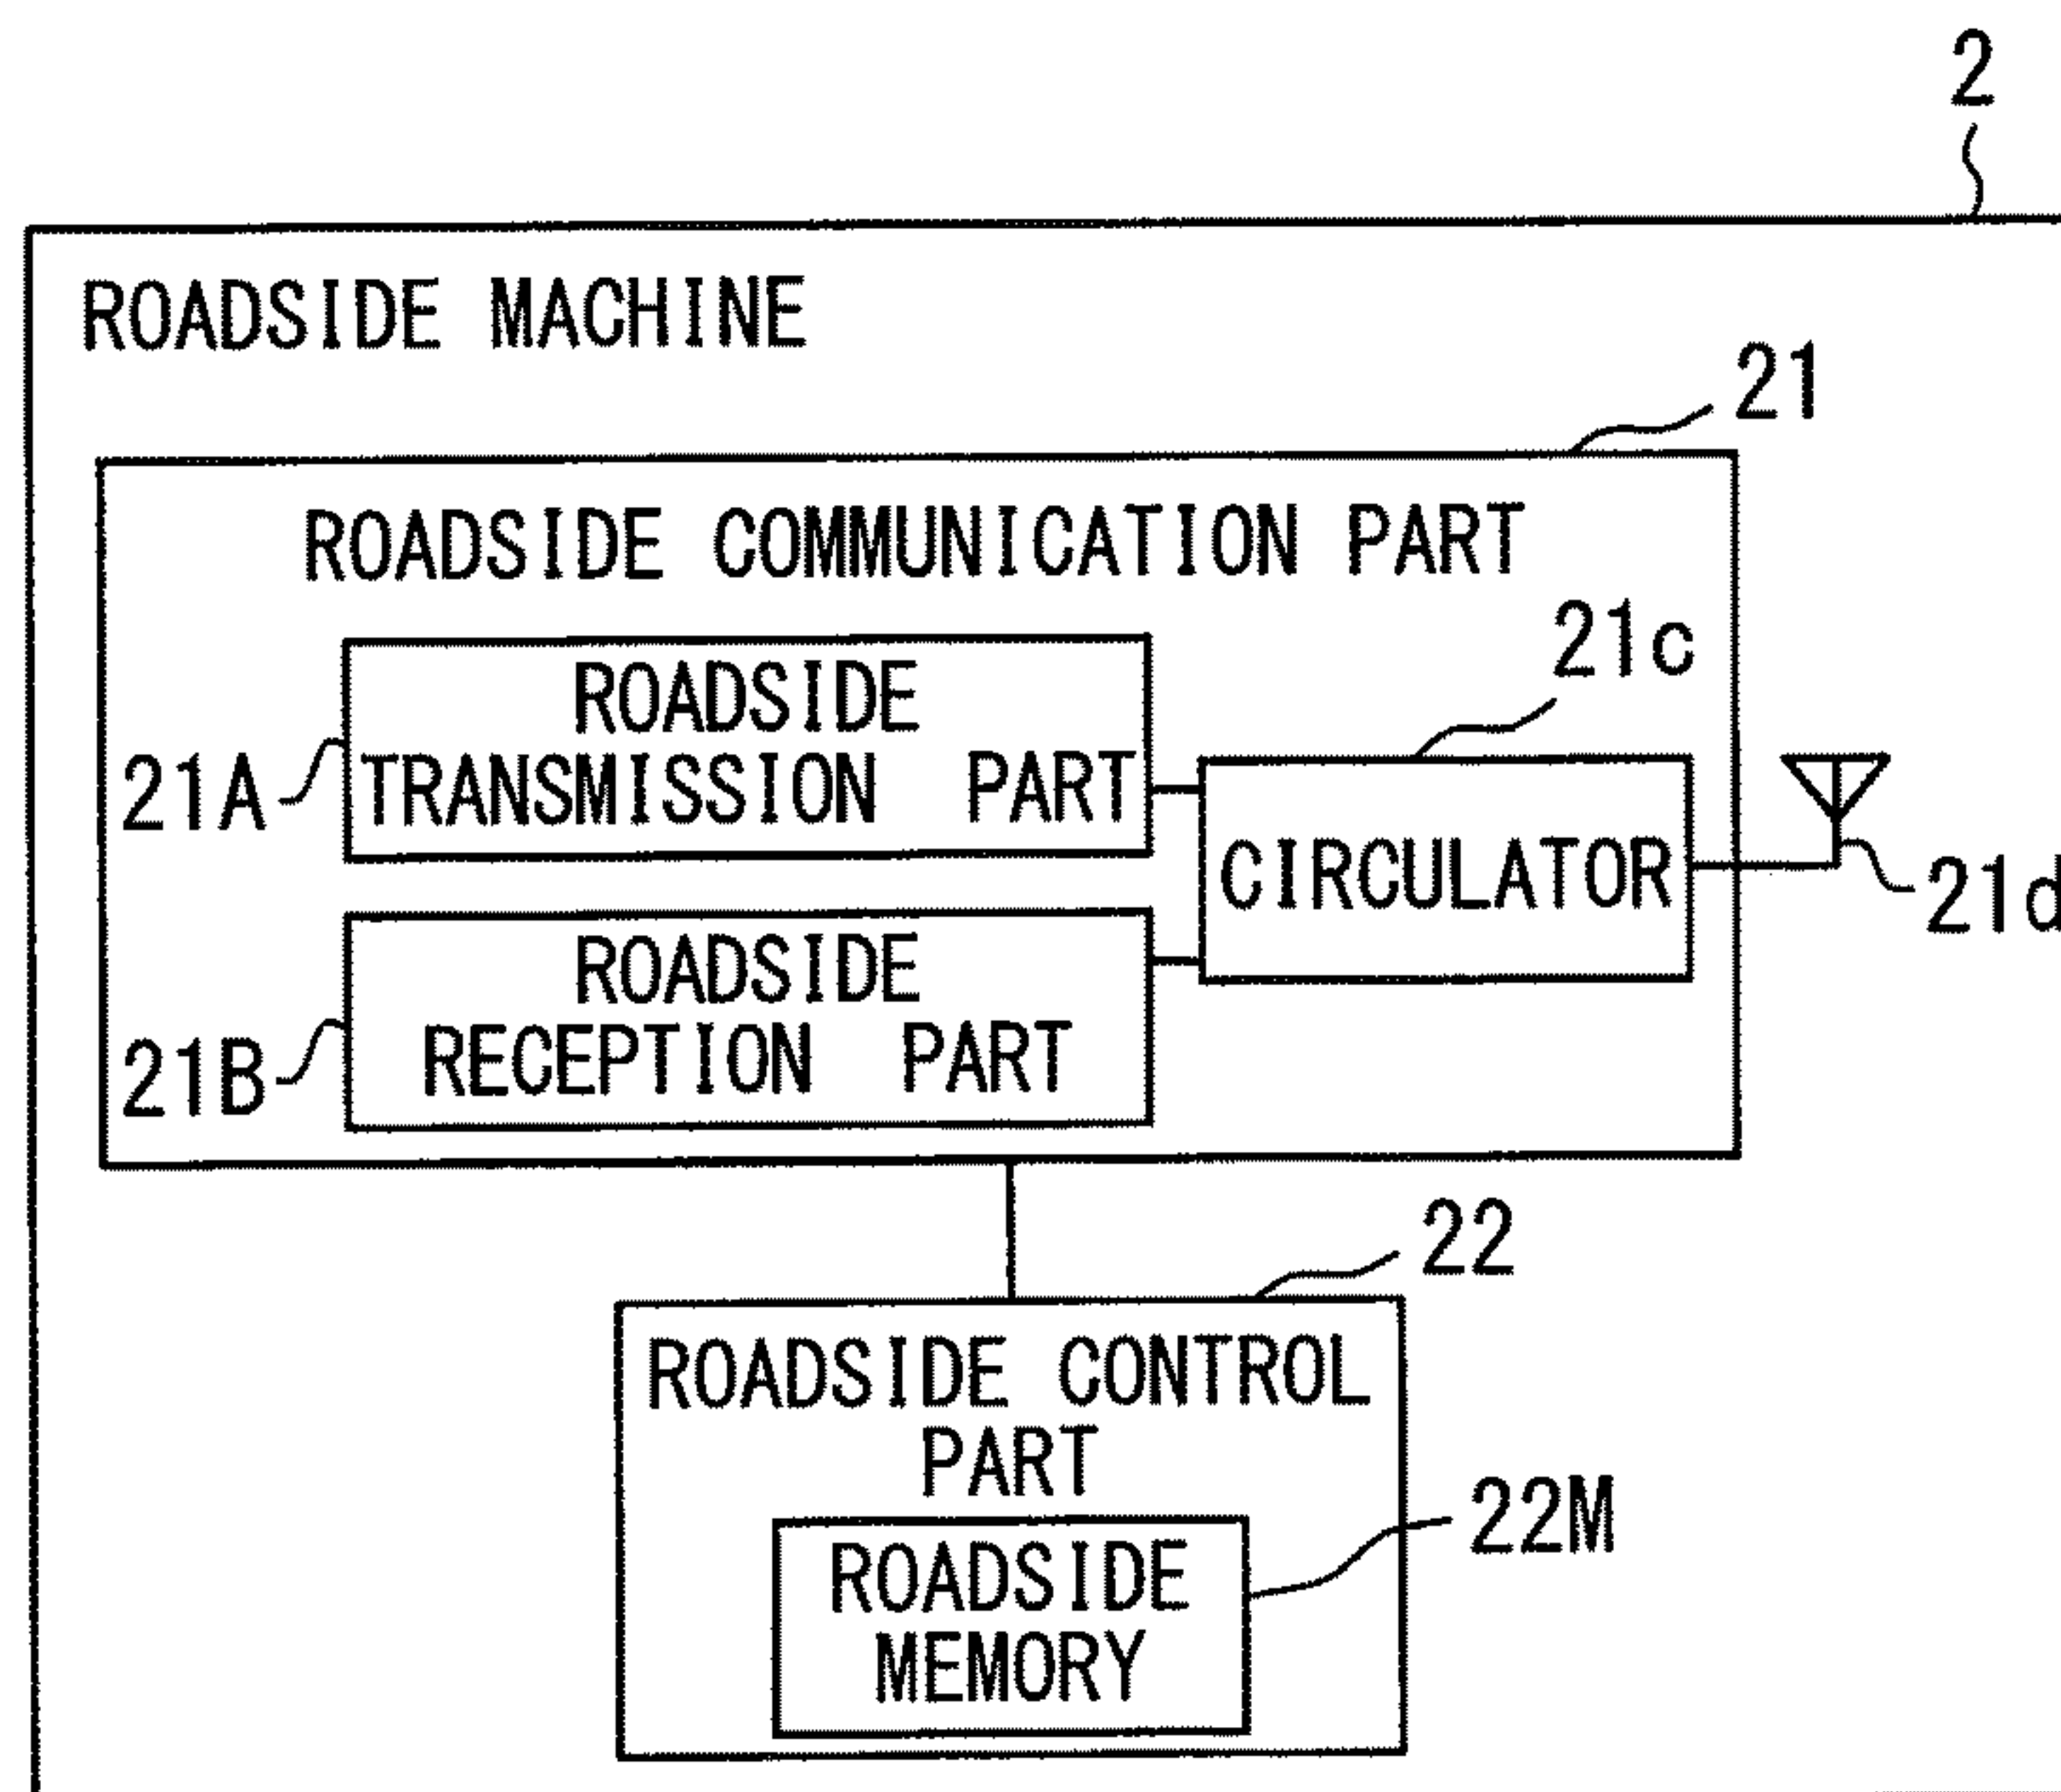 2
ROADSIDE MACHINE
21
ROADSIDE COMMUNICATION PART
21c
ROADSIDE
TRANSMISSION PART
21A
CIRCULATOR
21d
ROADSIDE
RECEPTION PART
21B
22
ROADSIDE CONTROL
PART
22M
ROADSIDE
MEMORY